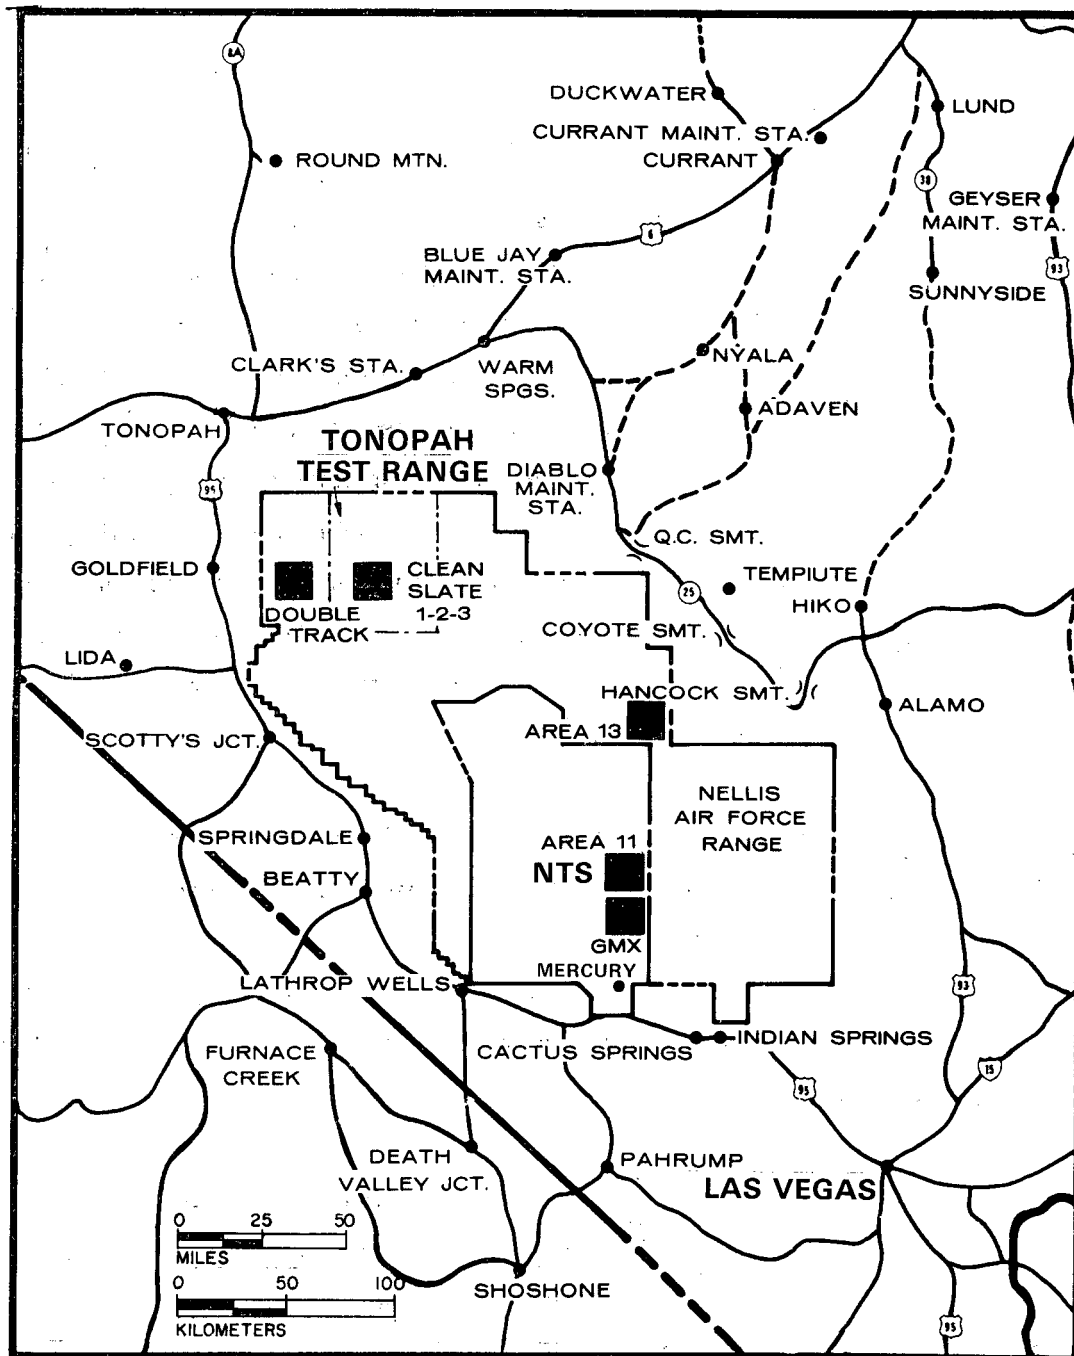 8A
DUCKWATER
LUND
CURRANT MAINT. STA.
CURRANT
ROUND MTN.
38
GEYSER
MAINT. STA.
6
BLUE JAY
MAINT. STA.
93
SUNNYSIDE
CLARK'S STA.
WARM
SPGS.
NYALA
ADAVEN
TONOPAH
TONOPAH
TEST RANGE
DIABLO
MAINT.
STA.
95
Q.C. SMT.
GOLDFIELD
CLEAN
SLATE
1-2-3
DOUBLE
TRACK
25
TEMPIUTE
HIKO
COYOTE SMT.
LIDA
HANCOCK SMT.
ALAMO
AREA 13
SCOTTY'S JCT.
NELLIS
AIR FORCE
RANGE
SPRINGDALE
AREA 11
NTS
BEATTY
GMX
MERCURY
LATHROP WELLS
93
CACTUS SPRINGS
INDIAN SPRINGS
FURNACE
CREEK
15
95
DEATH
VALLEY JCT.
PAHRUMP
LAS VEGAS
0 25 50
MILES
0 50 100
KILOMETERS
SHOSHONE
95